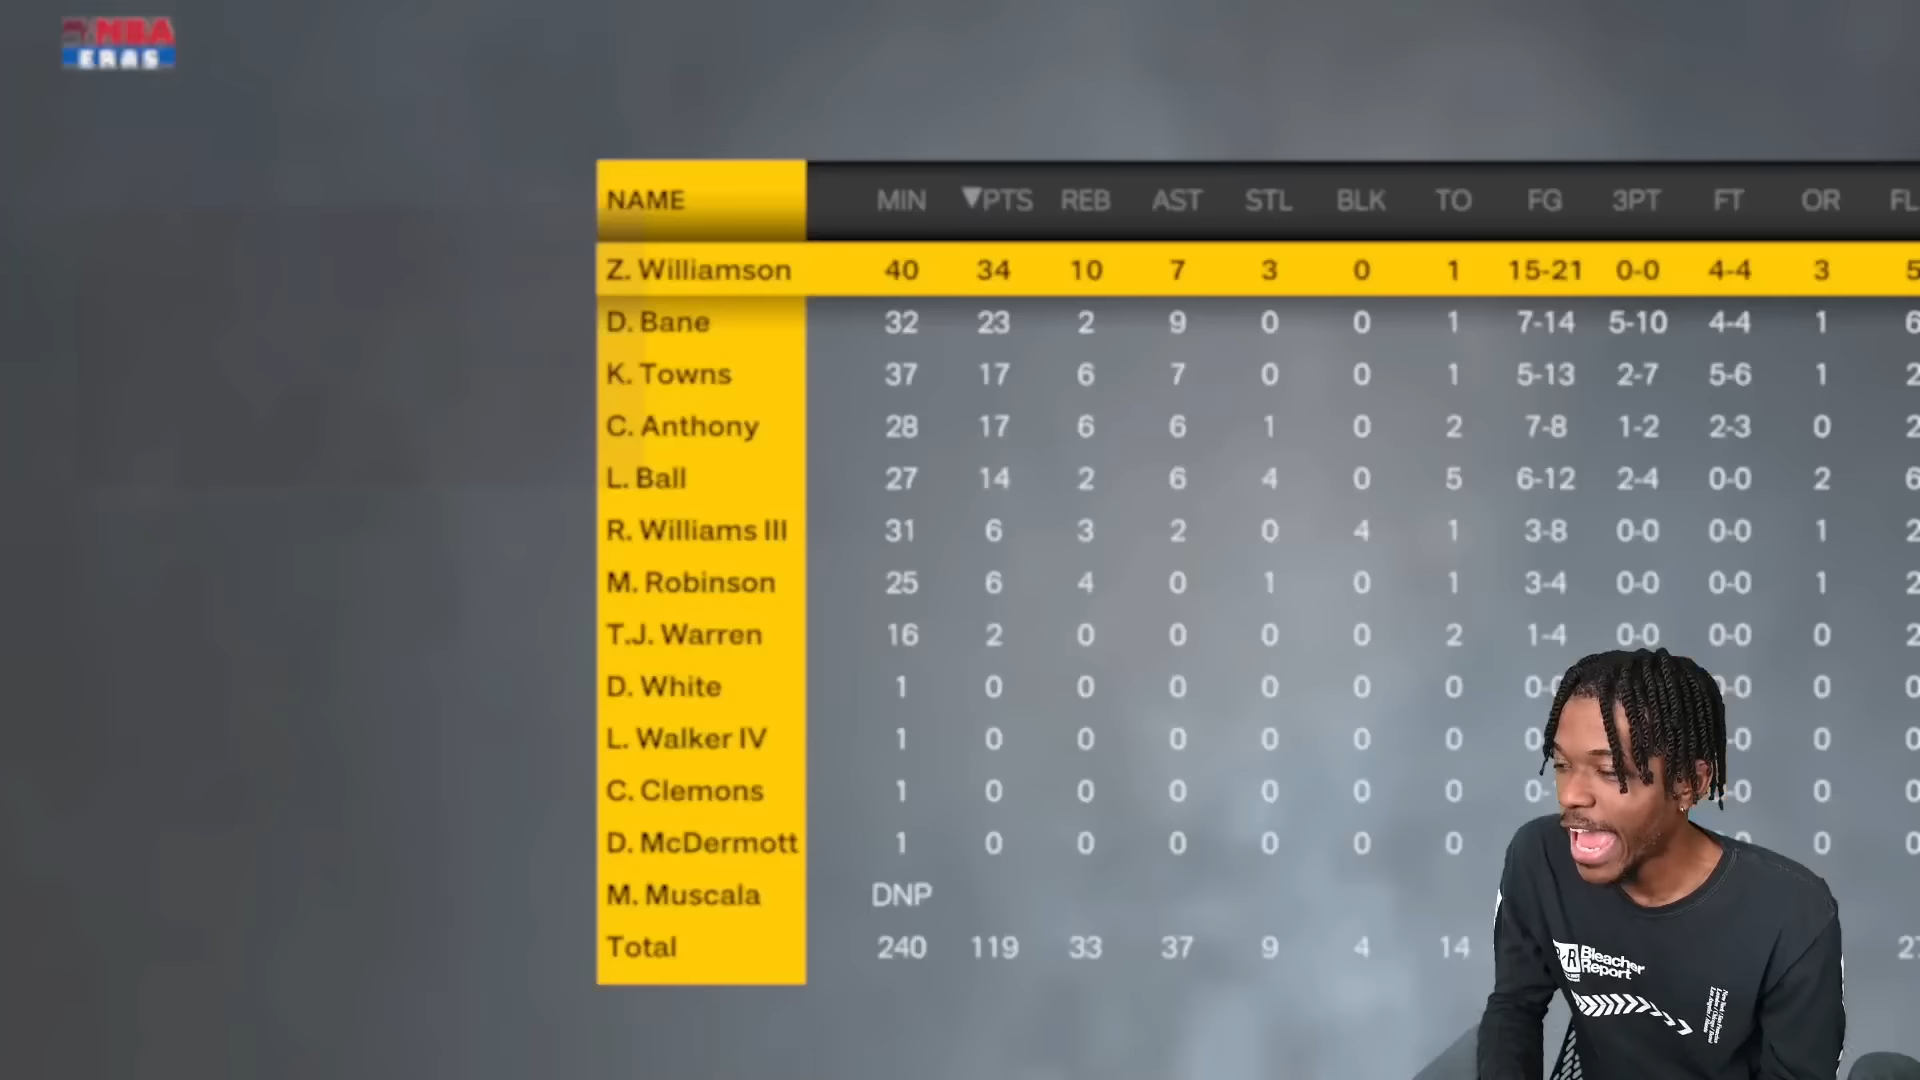 NBA
ERAS
NAME MIN ▼PTS REB AST STL BLK TO FG 3PT FT OR FL
Z. Williamson 40 34 10 7 3 0 1 15-21 0-0 4-4 3 5
D. Bane 32 23 2 9 0 0 1 7-14 5-10 4-4 1 6
K. Towns 37 17 6 7 0 0 1 5-13 2-7 5-6 1 2
C. Anthony 28 17 6 6 1 0 2 7-8 1-2 2-3 0 2
L. Ball 27 14 2 6 4 0 5 6-12 2-4 0-0 2 6
R. Williams III 31 6 3 2 0 4 1 3-8 0-0 0-0 1 2
M. Robinson 25 6 4 0 1 0 1 3-4 0-0 0-0 1 2
T.J. Warren 16 2 0 0 0 0 2 1-4 0-0 0-0 0 2
D. White 1 0 0 0 0 0 0 0-0 0-0 0 0
L. Walker IV 1 0 0 0 0 0 0 0 -0 0 0
C. Clemons 1 0 0 0 0 0 0 0- -0 0 0
D. McDermott 1 0 0 0 0 0 0 0 0
M. Muscala DNP
Total 240 119 33 37 9 4 14 27
B/R Bleacher
Report